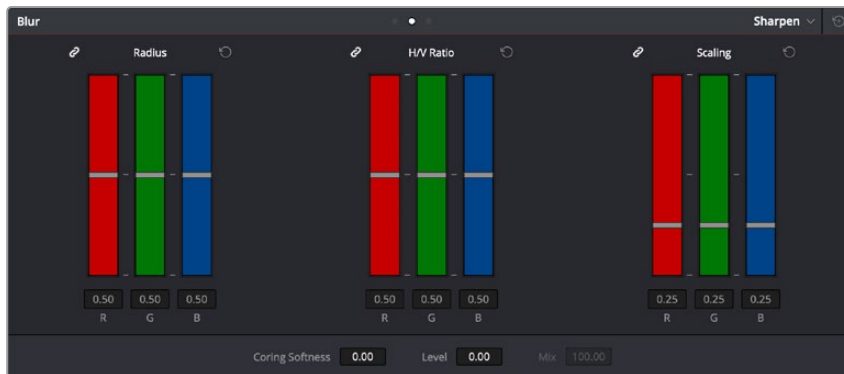 Blur Sharpen
Radius H/V Ratio Scaling
0.50 0.50 0.50 0.50 0.50 0.50 0.25 0.25 0.25
R G B R G B R G B
Coring Softness 0.00 Level 0.00 Mix 100.00